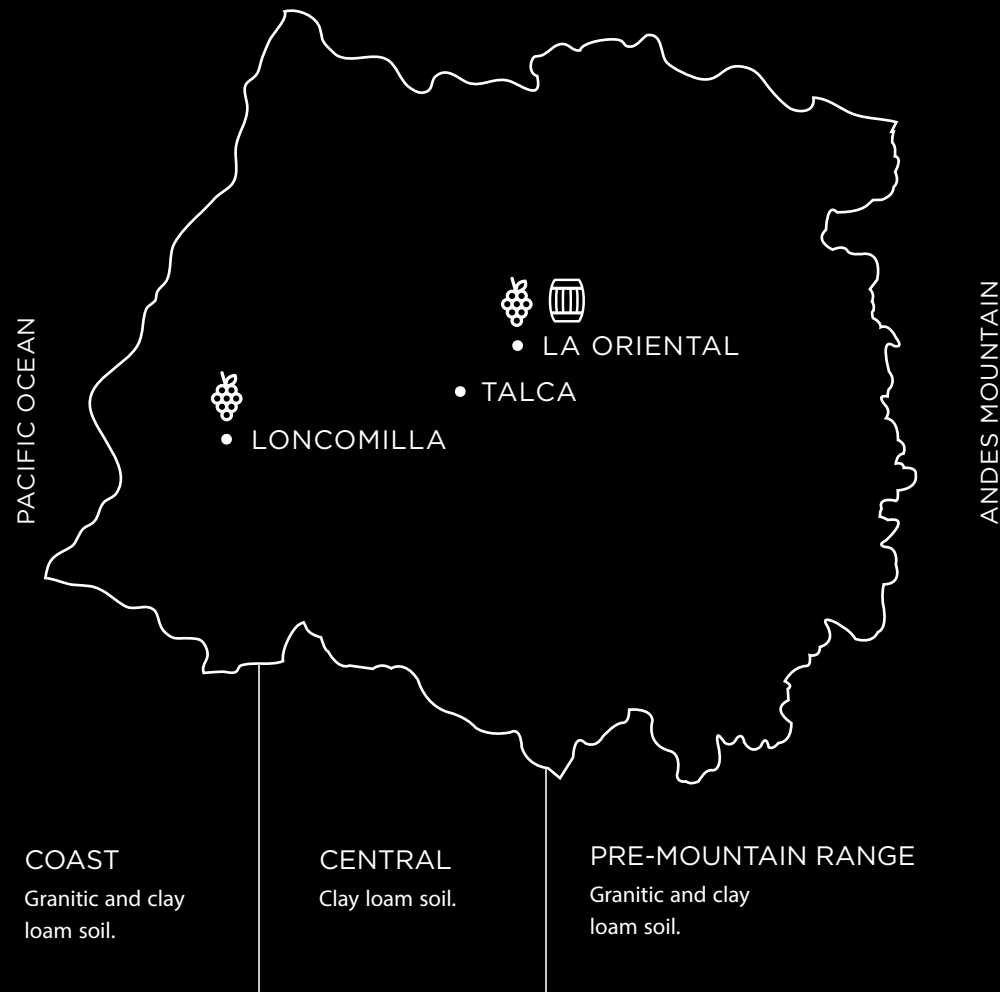 PACIFIC OCEAN
ANDES MOUNTAIN
LA ORIENTAL
TALCA
LONCOMILLA
COAST
Granitic and clay
loam soil.
CENTRAL
Clay loam soil.
PRE-MOUNTAIN RANGE
Granitic and clay
loam soil.